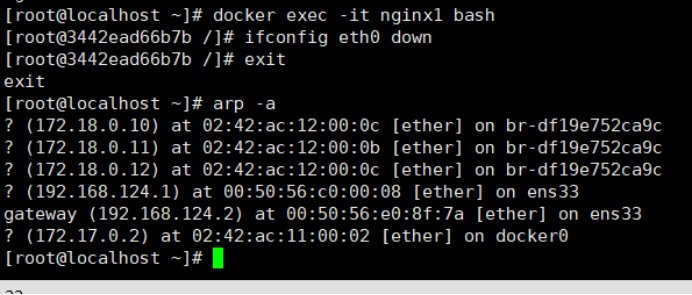 [root@localhost ~]# docker exec -it nginx1 bash
[root@3442ead66b7b /]# ifconfig eth0 down
[root@3442ead66b7b /]# exit
exit
[root@localhost ~]# arp -a
? (172.18.0.10) at 02:42:ac:12:00:0c [ether] on br-df19e752ca9c
? (172.18.0.11) at 02:42:ac:12:00:0b [ether] on br-df19e752ca9c
? (172.18.0.12) at 02:42:ac:12:00:0c [ether] on br-df19e752ca9c
? (192.168.124.1) at 00:50:56:c0:00:08 [ether] on ens33
gateway (192.168.124.2) at 00:50:56:e0:8f:7a [ether] on ens33
? (172.17.0.2) at 02:42:ac:11:00:02 [ether] on docker0
[root@localhost ~]#